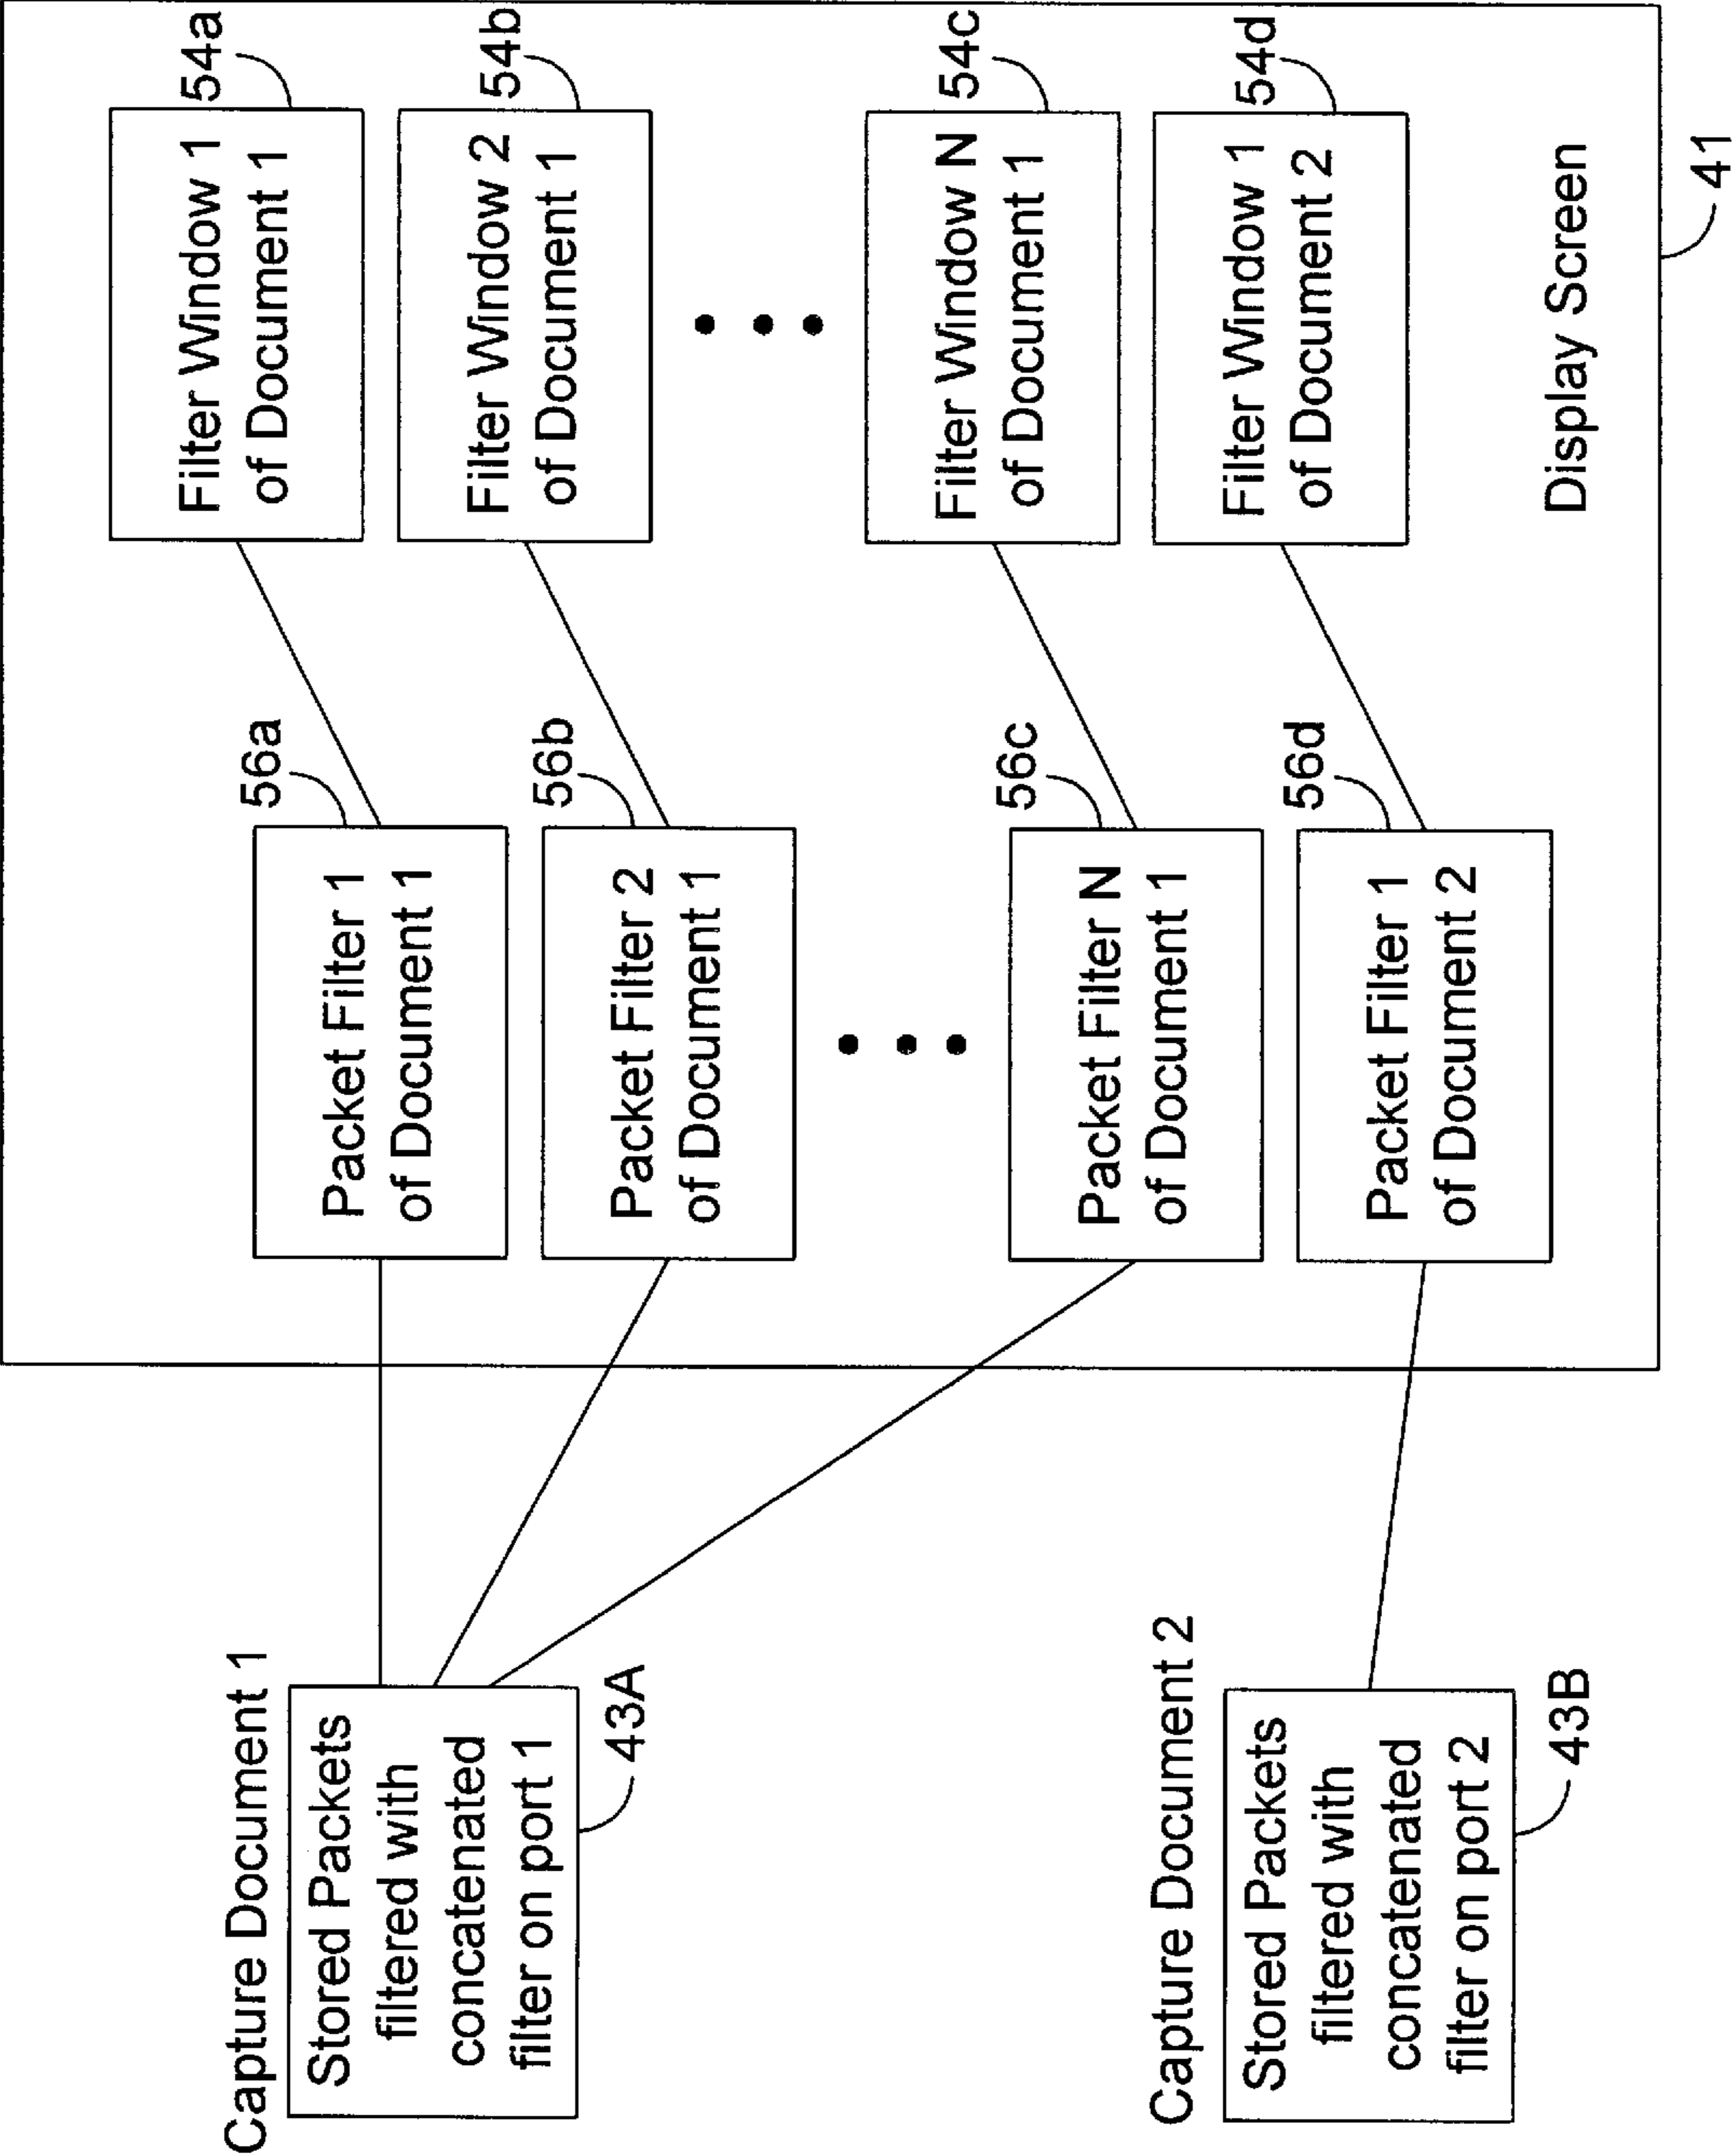 Capture Document 1
Stored Packets
filtered with
concatenated
filter on port 1
43A
Capture Document 2
Stored Packets
filtered with
concatenated
filter on port 2
43B
Packet Filter 1
of Document 1
56a
Packet Filter 2
of Document 1
56b
Packet Filter N
of Document 1
56c
Packet Filter 1
of Document 2
56d
Filter Window 1
of Document 1
54a
Filter Window 2
of Document 1
54b
Filter Window N
of Document 1
54c
Filter Window 1
of Document 2
54d
Display Screen
41